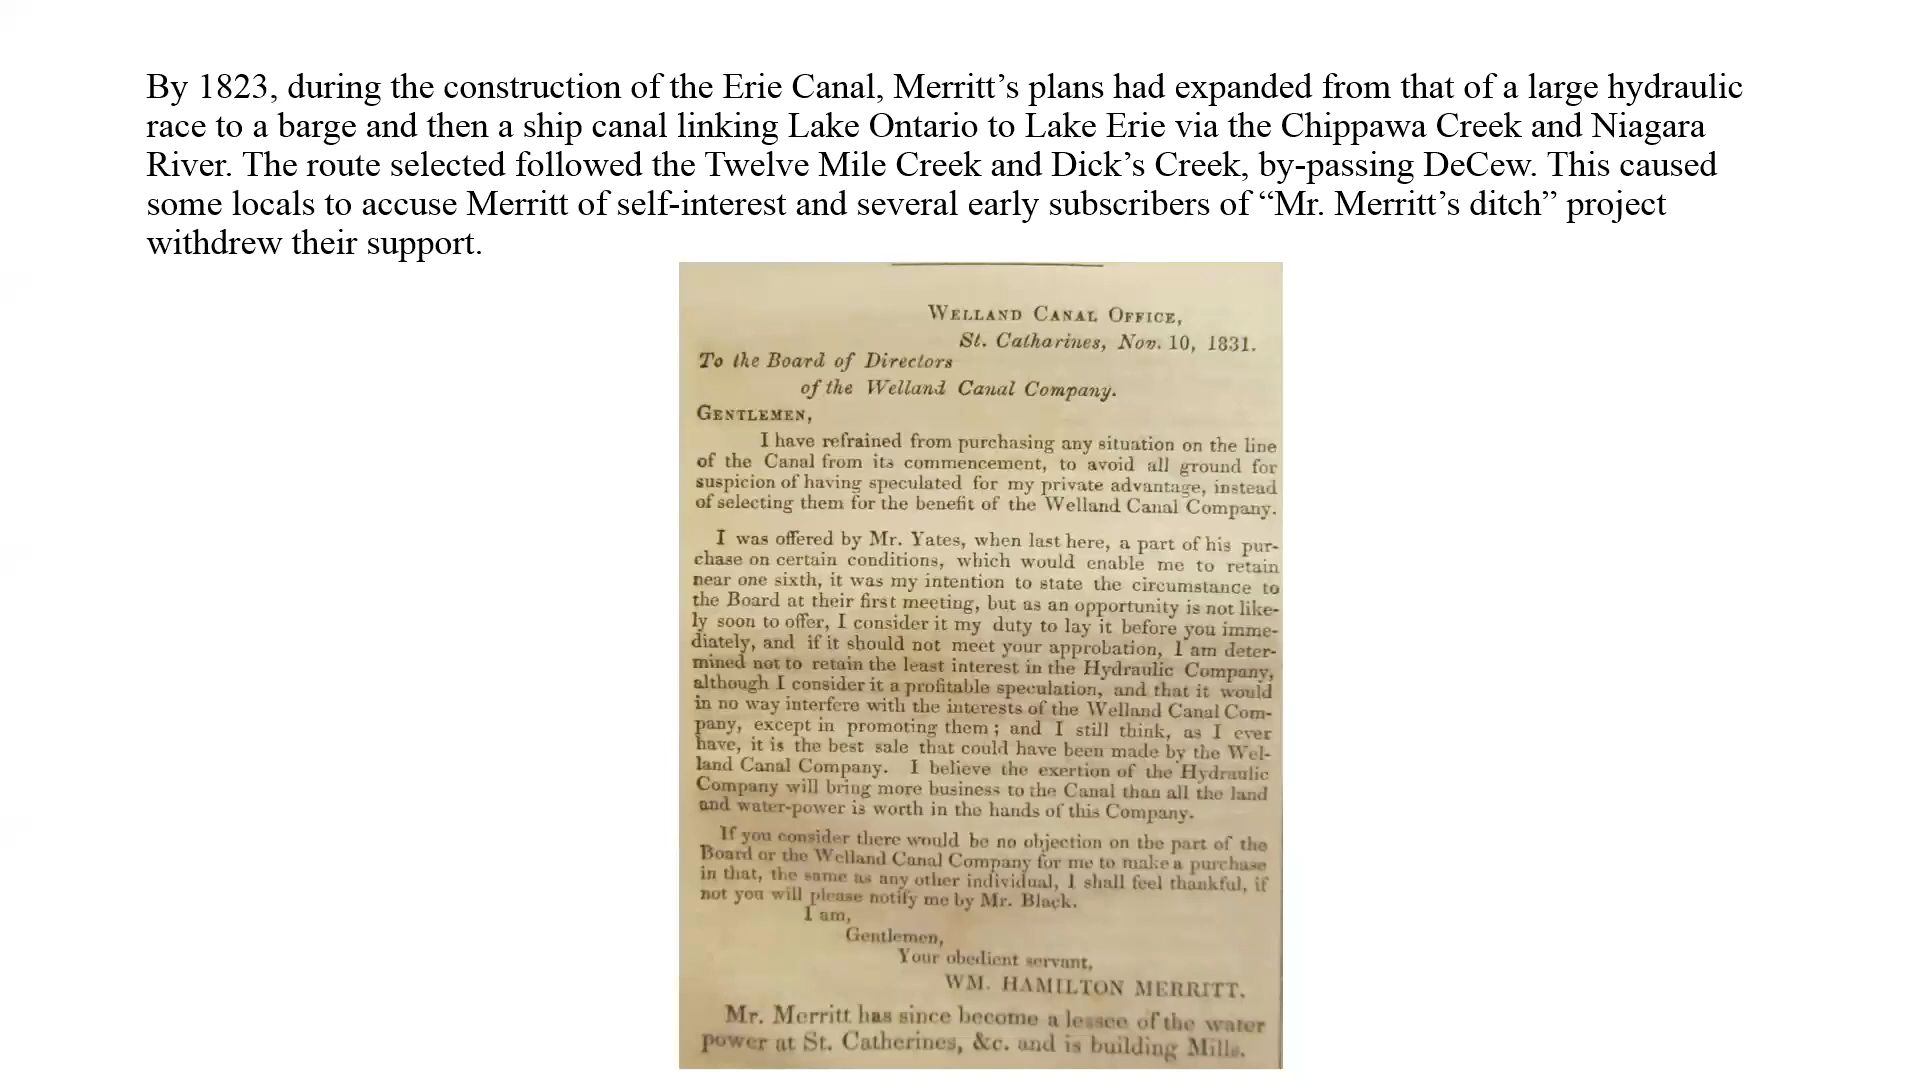 By 1823, during the construction of the Erie Canal, Merritt’s plans had expanded from that of a large hydraulic
race to a barge and then a ship canal linking Lake Ontario to Lake Erie via the Chippawa Creek and Niagara
River. The route selected followed the Twelve Mile Creek and Dick’s Creek, by-passing DeCew. This caused
some locals to accuse Merritt of self-interest and several early subscribers of “Mr. Merritt’s ditch” project
withdrew their support.
WELLAND CANAL OFFICE,
St. Catharines, Nov. 10, 1831.
To the Board of Directors
of the Welland Canal Company.
GENTLEMEN,
I have refrained from purchasing any situation on the line
of the Canal from its commencement, to avoid all ground for
suspicion of having speculated for my private advantage, instead
of selecting them for the benefit of the Welland Canal Company.
I was offered by Mr. Yates, when last here, a part of his pur-
chase on certain conditions, which would enable me to retain
near one sixth, it was my intention to state the circumstance to
the Board at their first meeting, but as an opportunity is not like-
ly soon to offer, I consider it my duty to lay it before you imme-
diately, and if it should not meet your approbation, I am deter-
mined not to retain the least interest in the Hydraulic Company,
although I consider it a profitable speculation, and that it would
in no way interfere with the interests of the Welland Canal Com-
pany, except in promoting them; and I still think, as I ever
have, it is the best sale that could have been made by the Wel-
land Canal Company. I believe the exertion of the Hydraulic
Company will bring more business to the Canal than all the land
and water-power is worth in the hands of this Company.
If you consider there would be no objection on the part of the
Board or the Welland Canal Company for me to make a purchase
in that, the same as any other individual, I shall feel thankful, if
not you will please notify me by Mr. Black.
I am,
Gentlemen,
Your obedient servant,
WM. HAMILTON MERRITT.
Mr. Merritt has since become a lessee of the water
power at St. Catherines, &c. and is building Mills.